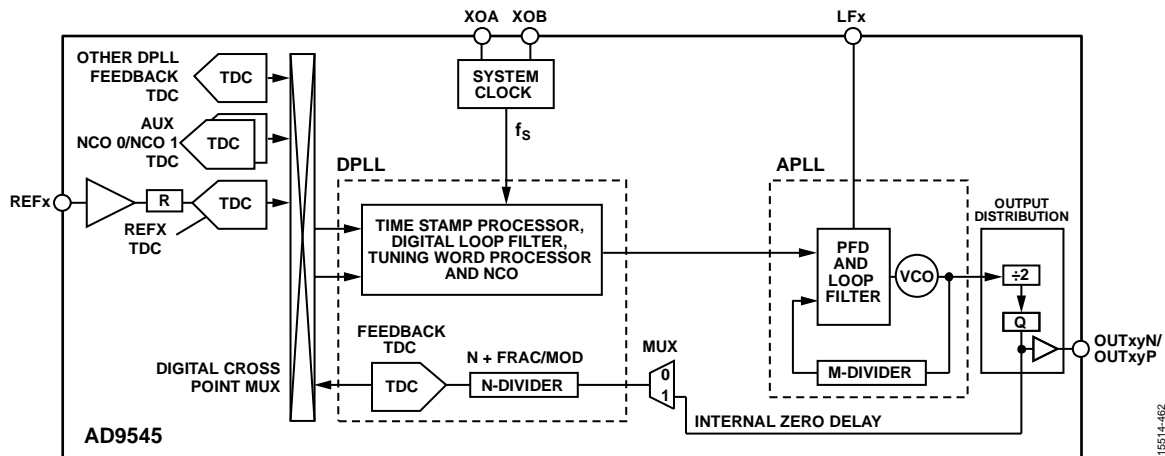 XOA XOB LFx
OTHER DPLL
FEEDBACK
TDC
TDC
SYSTEM
CLOCK
AUX
NCO 0/NCO 1
TDC
TDC
fS
DPLL
APLL
REFx
R
TDC
REFX
TDC
TIME STAMP PROCESSOR,
DIGITAL LOOP FILTER,
TUNING WORD PROCESSOR
AND NCO
PFD
AND
LOOP
FILTER
VCO
OUTPUT
DISTRIBUTION
÷2
Q
OUTxyN/
OUTxyP
FEEDBACK
TDC
TDC
N + FRAC/MOD
N-DIVIDER
MUX
0
1
M-DIVIDER
DIGITAL CROSS
POINT MUX
INTERNAL ZERO DELAY
AD9545
15514-462